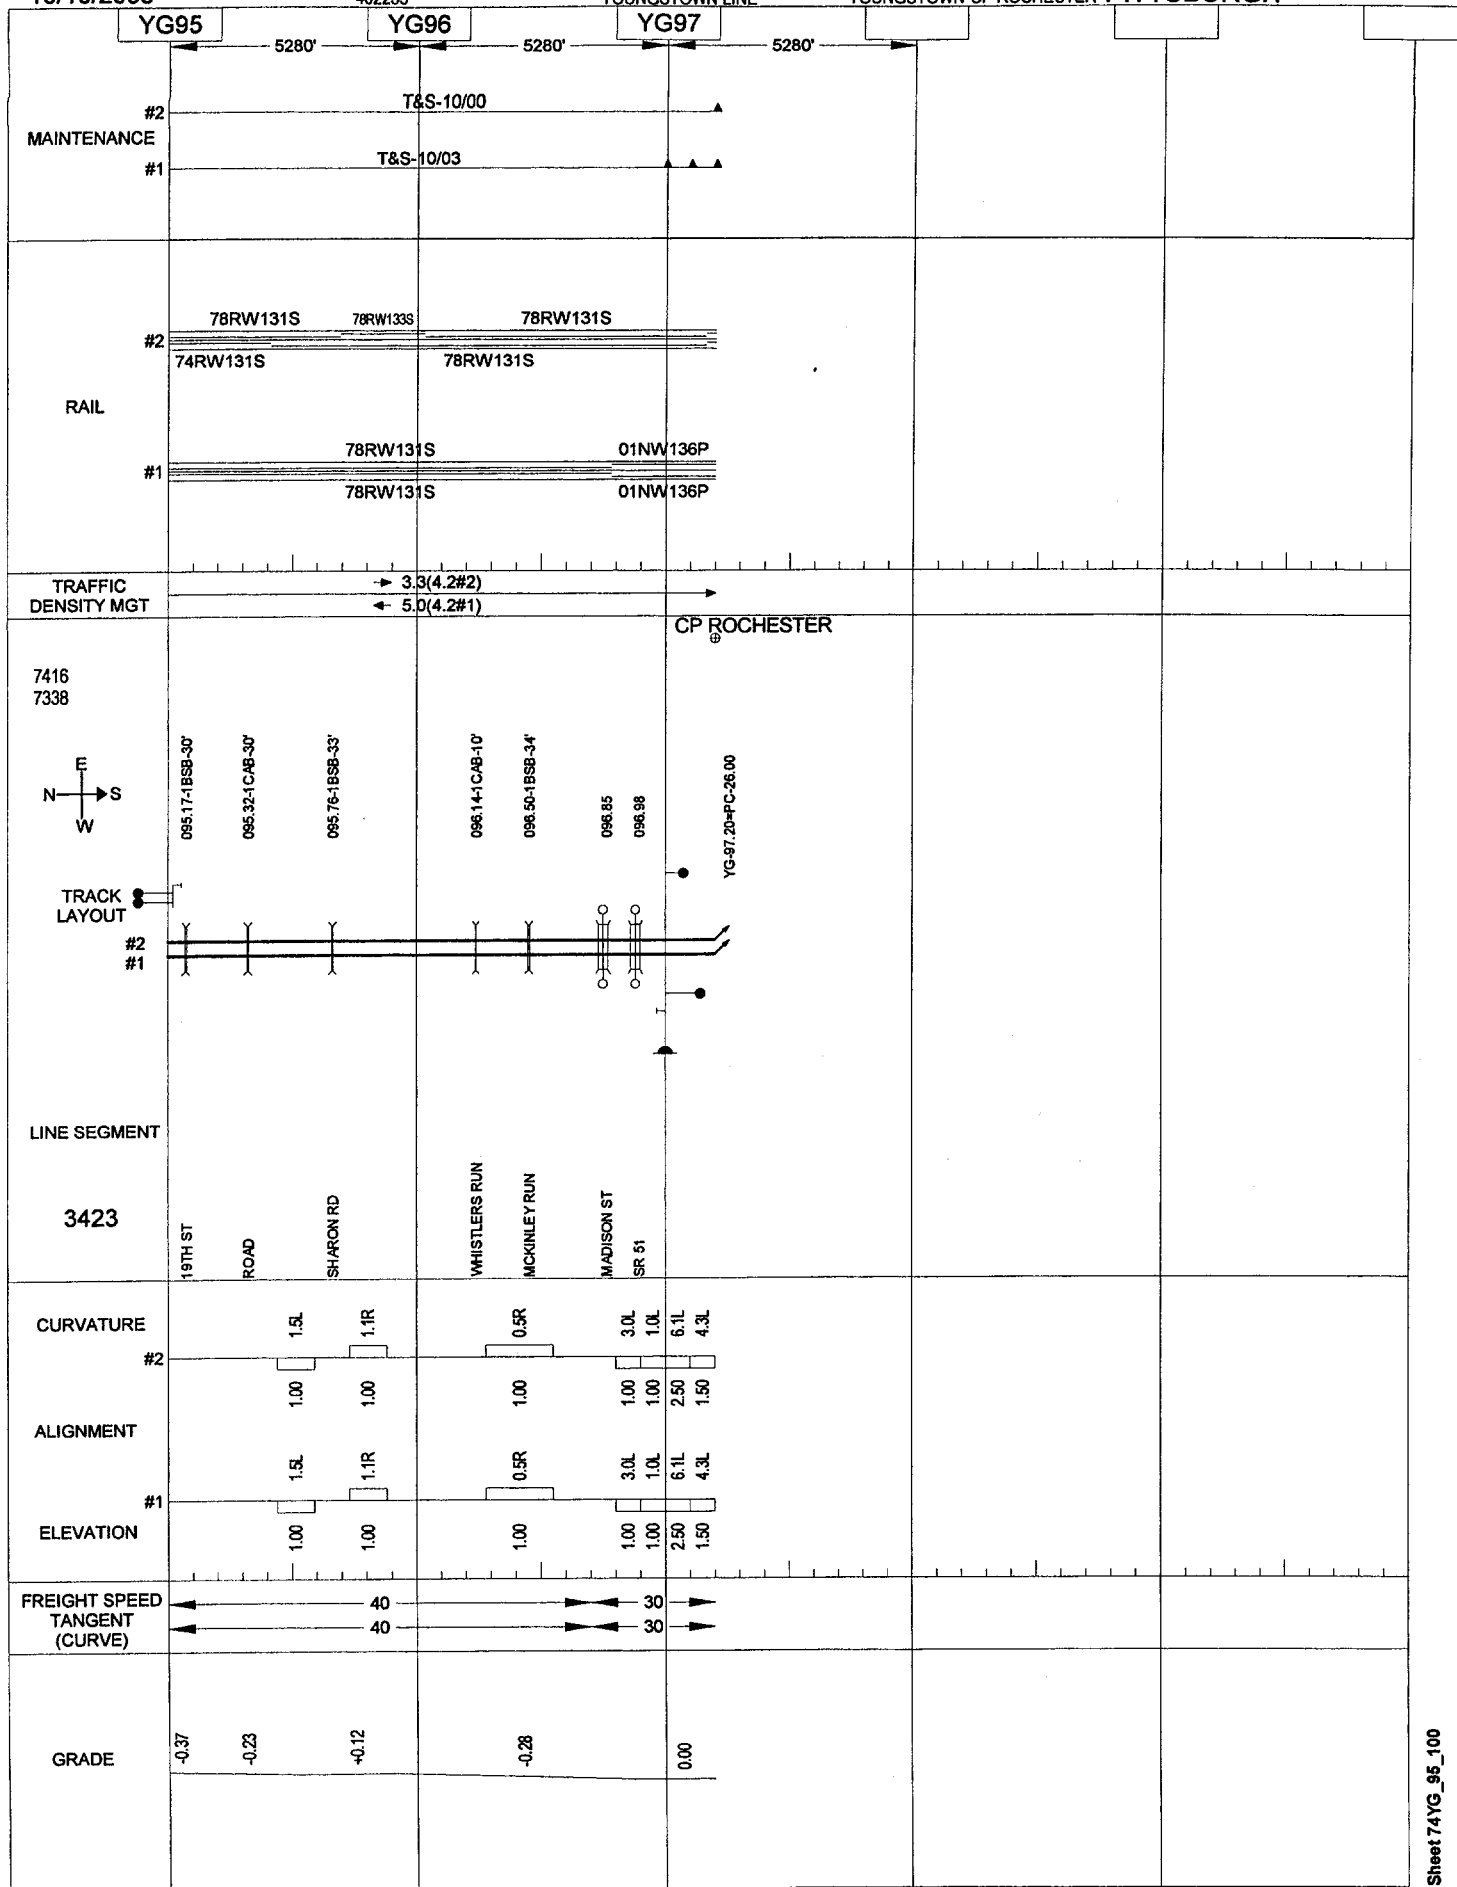 YG95 YG96 YG97
5280' 5280' 5280'
T&S-10/00
#2
MAINTENANCE
T&S-10/03
#1
78RW131S 78RW133S 78RW131S
#2
74RW131S 78RW131S
RAIL
78RW131S 01NW136P
#1
78RW131S 01NW136P
TRAFFIC
DENSITY MGT
3.3(4.2#2)
5.0(4.2#1)
CP ROCHESTER
7416
7338
E
N S
W
095.17-1BSB-30'
095.32-1CAB-30'
095.76-1BSB-33'
096.14-1CAB-10'
096.50-1BSB-34'
096.85
096.98
YG-97.20=PC-26.00
TRACK
LAYOUT
#2
#1
LINE SEGMENT
3423
19TH ST
ROAD
SHARON RD
WHISTLERS RUN
MCKINLEY RUN
MADISON ST
SR 51
CURVATURE
1.5L 1.1R 0.5R 3.0L 1.0L 6.1L 4.3L
#2
1.00 1.00 1.00 1.00 1.00 2.50 1.50
ALIGNMENT
1.5L 1.1R 0.5R 3.0L 1.0L 6.1L 4.3L
#1
ELEVATION
1.00 1.00 1.00 1.00 1.00 2.50 1.50
FREIGHT SPEED
TANGENT
(CURVE)
40 30
40 30
GRADE
-0.37 -0.23 +0.12 -0.28 0.00
Sheet 74YG_95_100